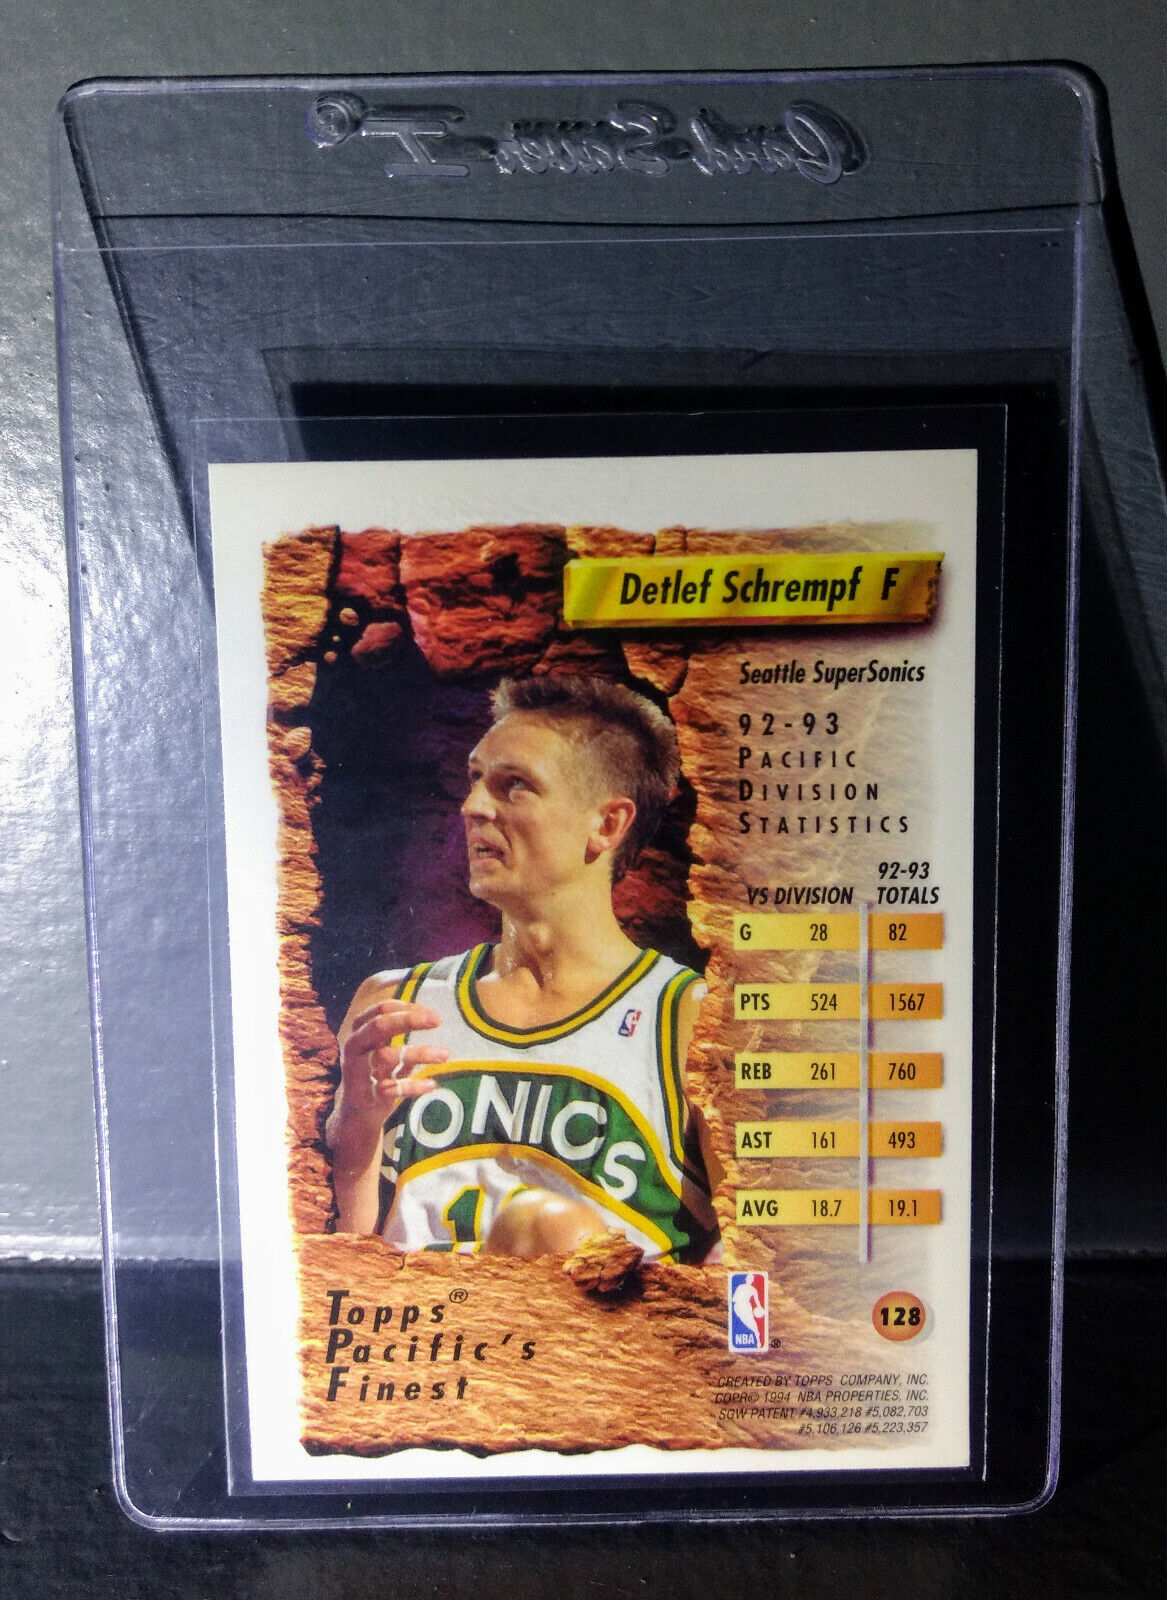 Card Saver I ®
Detlef Schrempf F
Seattle SuperSonics
92-93
PACIFIC
DIVISION
STATISTICS
VS DIVISION 92-93 TOTALS
G 28 82
PTS 524 1567
REB 261 760
AST 161 493
AVG 18.7 19.1
SONICS
1
Topps®
Pacific's
Finest
NBA ®
128
CREATED BY TOPPS COMPANY, INC.
COPR© 1994 NBA PROPERTIES, INC.
SGW PATENT #4,933,218 #5,082,703
#5,106,126 #5,223,357